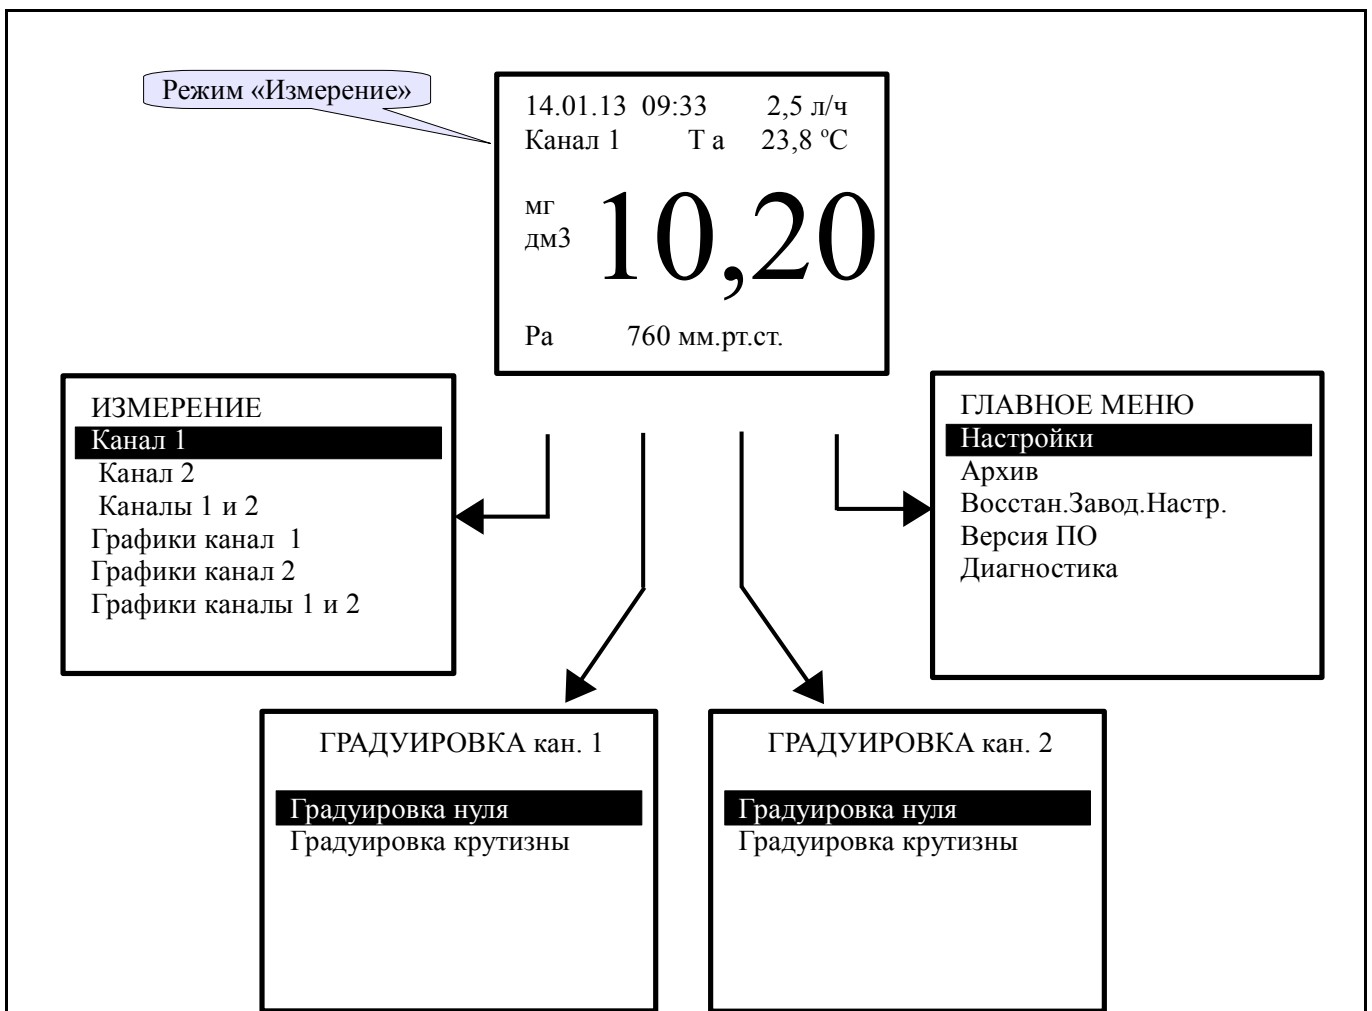 Режим «Измерение»
14.01.13 09:33 2,5 л/ч
Канал 1 Т а 23,8 ºС
мг
дм3
10,20
Ра 760 мм.рт.ст.
ИЗМЕРЕНИЕ
Канал 1
Канал 2
Каналы 1 и 2
Графики канал 1
Графики канал 2
Графики каналы 1 и 2
ГЛАВНОЕ МЕНЮ
Настройки
Архив
Восстан.Завод.Настр.
Версия ПО
Диагностика
ГРАДУИРОВКА кан. 1
Градуировка нуля
Градуировка крутизны
ГРАДУИРОВКА кан. 2
Градуировка нуля
Градуировка крутизны